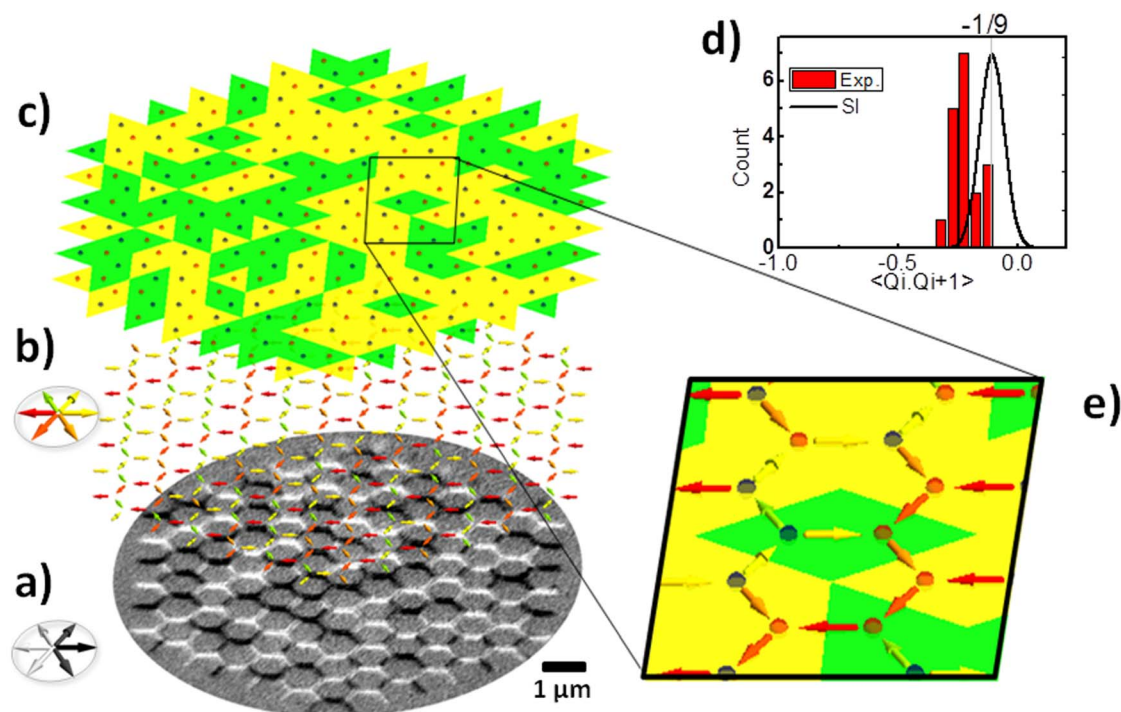 c)
b)
a)
1 µm
d)
-1/9
Exp.
SI
Count
6
4
2
0
-1.0
-0.5
0.0
<Qi.Qi+1>
e)